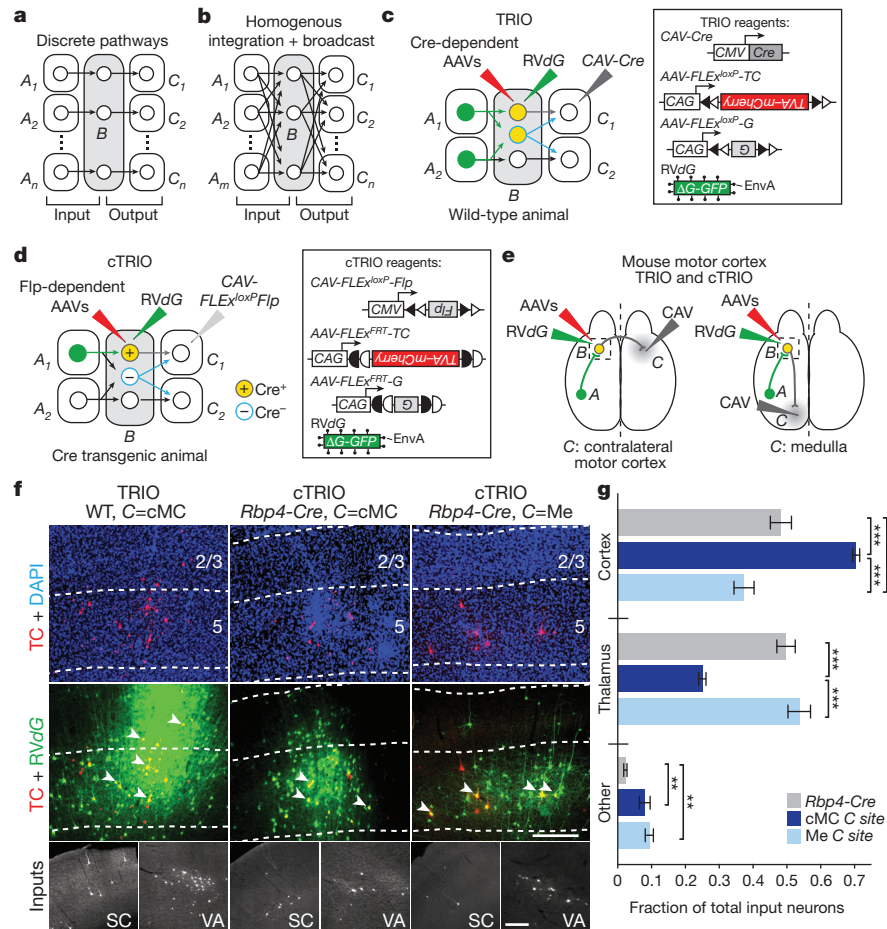 a
Discrete pathways
A1 C1
A2 C2
B
An Cn
Input Output
b
Homogenous
integration + broadcast
A1 C1
A2 C2
B
Am Cn
Input Output
c
TRIO
Cre-dependent
AAVs RVdG CAV-Cre
A1 C1
A2 C2
B
Wild-type animal
TRIO reagents:
CAV-Cre
CMV Cre
AAV-FLExloxP-TC
CAG TVA–mCherry
AAV-FLExloxP-G
CAG G
RVdG
ΔG-GFP EnvA
d
cTRIO
Flp-dependent
AAVs RVdG
CAV-
FLExloxPFlp
A1 + C1
A2 − C2
B
+ Cre+
− Cre−
Cre transgenic animal
cTRIO reagents:
CAV-FLExloxP-Flp
CMV Flp
AAV-FLExFRT-TC
CAG TVA–mCherry
AAV-FLExFRT-G
CAG G
RVdG
ΔG-GFP EnvA
e
Mouse motor cortex
TRIO and cTRIO
AAVs
RVdG CAV
B C
A
C: contralateral
motor cortex
AAVs
RVdG
B
A
CAV C
C: medulla
f
TRIO
WT, C=cMC
cTRIO
Rbp4-Cre, C=cMC
cTRIO
Rbp4-Cre, C=Me
TC + DAPI
2/3 2/3 2/3
5 5 5
TC + RVdG
Inputs
SC VA SC VA SC VA
g
Cortex
***
***
***
Thalamus
***
***
Other
**
**
Rbp4-Cre
cMC C site
Me C site
0 0.1 0.2 0.3 0.4 0.5 0.6 0.7
Fraction of total input neurons